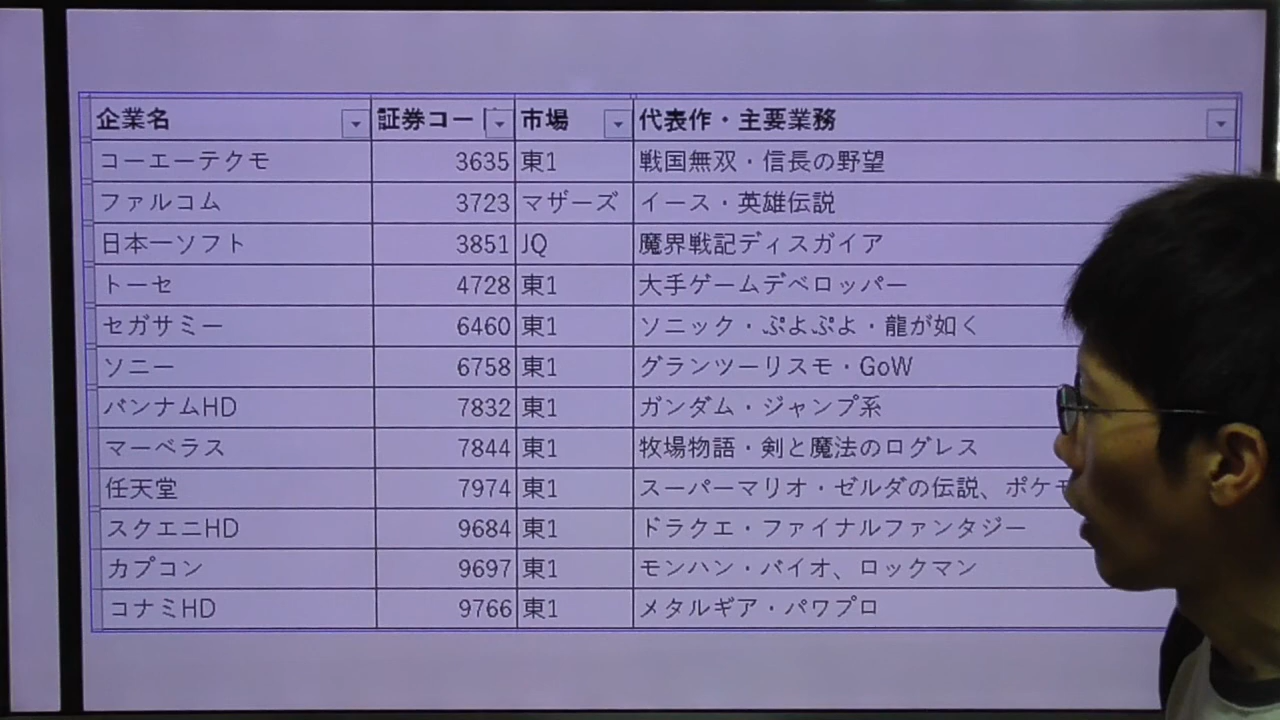 企業名 証券コー 市場 代表作・主要業務
コーエーテクモ 3635 東1 戦国無双・信長の野望
ファルコム 3723 マザーズ イース・英雄伝説
日本一ソフト 3851 JQ 魔界戦記ディスガイア
トーセ 4728 東1 大手ゲームデベロッパー
セガサミー 6460 東1 ソニック・ぷよぷよ・龍が如く
ソニー 6758 東1 グランツーリスモ・GoW
バンナムHD 7832 東1 ガンダム・ジャンプ系
マーベラス 7844 東1 牧場物語・剣と魔法のログレス
任天堂 7974 東1 スーパーマリオ・ゼルダの伝説、ポケモ
スクエニHD 9684 東1 ドラクエ・ファイナルファンタジー
カプコン 9697 東1 モンハン・バイオ、ロックマン
コナミHD 9766 東1 メタルギア・パワプロ